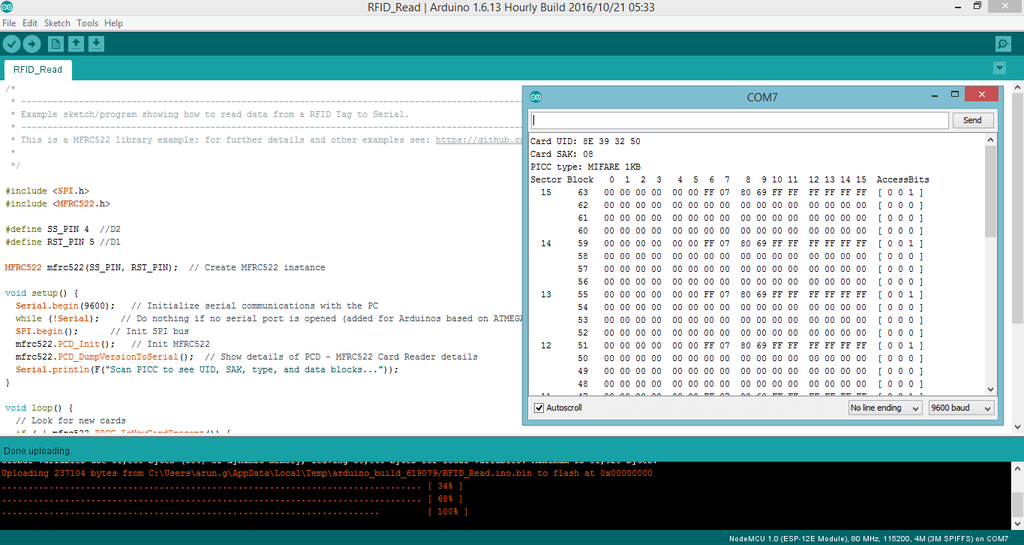 RFID_Read | Arduino 1.6.13 Hourly Build 2016/10/21 05:33
File Edit Sketch Tools Help
RFID_Read
/*
* --------------------------------------------------------------------
* Example sketch/program showing how to read data from a RFID Tag to Serial.
* --------------------------------------------------------------------
* This is a MFRC522 library example; for further details and other examples see: https://github.c
*
*/
#include <SPI.h>
#include <MFRC522.h>
#define SS_PIN 4 //D2
#define RST_PIN 5 //D1
MFRC522 mfrc522(SS_PIN, RST_PIN); // Create MFRC522 instance
void setup() {
Serial.begin(9600); // Initialize serial communications with the PC
while (!Serial); // Do nothing if no serial port is opened (added for Arduinos based on ATMEGA
SPI.begin(); // Init SPI bus
mfrc522.PCD_Init(); // Init MFRC522
mfrc522.PCD_DumpVersionToSerial(); // Show details of PCD - MFRC522 Card Reader details
Serial.println(F("Scan PICC to see UID, SAK, type, and data blocks..."));
}
void loop() {
// Look for new cards
if ( ! mfrc522.PICC_IsNewCardPresent()) {
COM7
Send
Card UID: 8E 39 32 50
Card SAK: 08
PICC type: MIFARE 1KB
Sector Block 0 1 2 3 4 5 6 7 8 9 10 11 12 13 14 15 AccessBits
15 63 00 00 00 00 00 00 FF 07 80 69 FF FF FF FF FF FF [ 0 0 1 ]
62 00 00 00 00 00 00 00 00 00 00 00 00 00 00 00 00 [ 0 0 0 ]
61 00 00 00 00 00 00 00 00 00 00 00 00 00 00 00 00 [ 0 0 0 ]
60 00 00 00 00 00 00 00 00 00 00 00 00 00 00 00 00 [ 0 0 0 ]
14 59 00 00 00 00 00 00 FF 07 80 69 FF FF FF FF FF FF [ 0 0 1 ]
58 00 00 00 00 00 00 00 00 00 00 00 00 00 00 00 00 [ 0 0 0 ]
57 00 00 00 00 00 00 00 00 00 00 00 00 00 00 00 00 [ 0 0 0 ]
56 00 00 00 00 00 00 00 00 00 00 00 00 00 00 00 00 [ 0 0 0 ]
13 55 00 00 00 00 00 00 FF 07 80 69 FF FF FF FF FF FF [ 0 0 1 ]
54 00 00 00 00 00 00 00 00 00 00 00 00 00 00 00 00 [ 0 0 0 ]
53 00 00 00 00 00 00 00 00 00 00 00 00 00 00 00 00 [ 0 0 0 ]
52 00 00 00 00 00 00 00 00 00 00 00 00 00 00 00 00 [ 0 0 0 ]
12 51 00 00 00 00 00 00 FF 07 80 69 FF FF FF FF FF FF [ 0 0 1 ]
50 00 00 00 00 00 00 00 00 00 00 00 00 00 00 00 00 [ 0 0 0 ]
49 00 00 00 00 00 00 00 00 00 00 00 00 00 00 00 00 [ 0 0 0 ]
48 00 00 00 00 00 00 00 00 00 00 00 00 00 00 00 00 [ 0 0 0 ]
Autoscroll
No line ending
9600 baud
Done uploading.
Uploading 237104 bytes from C:\Users\arun.g\AppData\Local\Temp\arduino_build_619079/RFID_Read.ino.bin to flash at 0x00000000
................................................................................ [ 34% ]
................................................................................ [ 68% ]
........................................................................ [ 100% ]
NodeMCU 1.0 (ESP-12E Module), 80 MHz, 115200, 4M (3M SPIFFS) on COM7